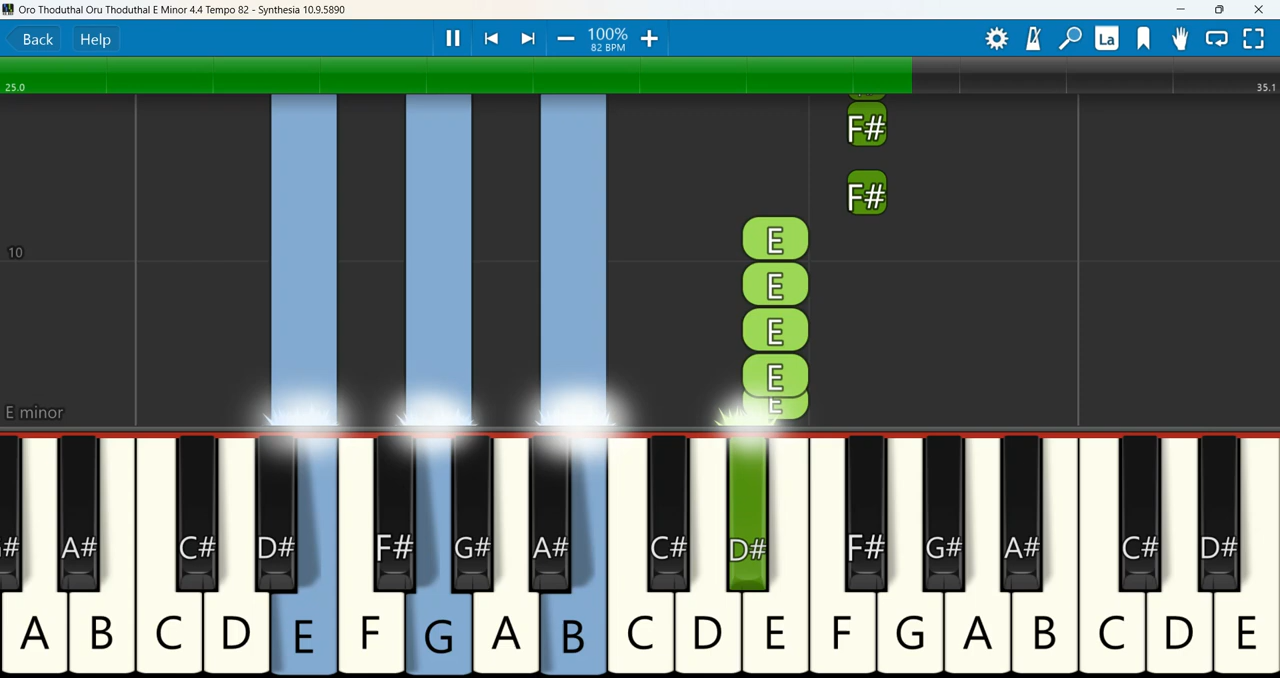 Oro Thoduthal Oru Thoduthal E Minor 4.4 Tempo 82 - Synthesia 10.9.5890
Back Help 100% La
82 BPM
25.0 35.1
F#
F#
E
10
E
E
E
E
E minor
G# A# C# D# F# G# A# C# D# F# G# A# C# D#
A B C D E F G A B C D E F G A B C D E